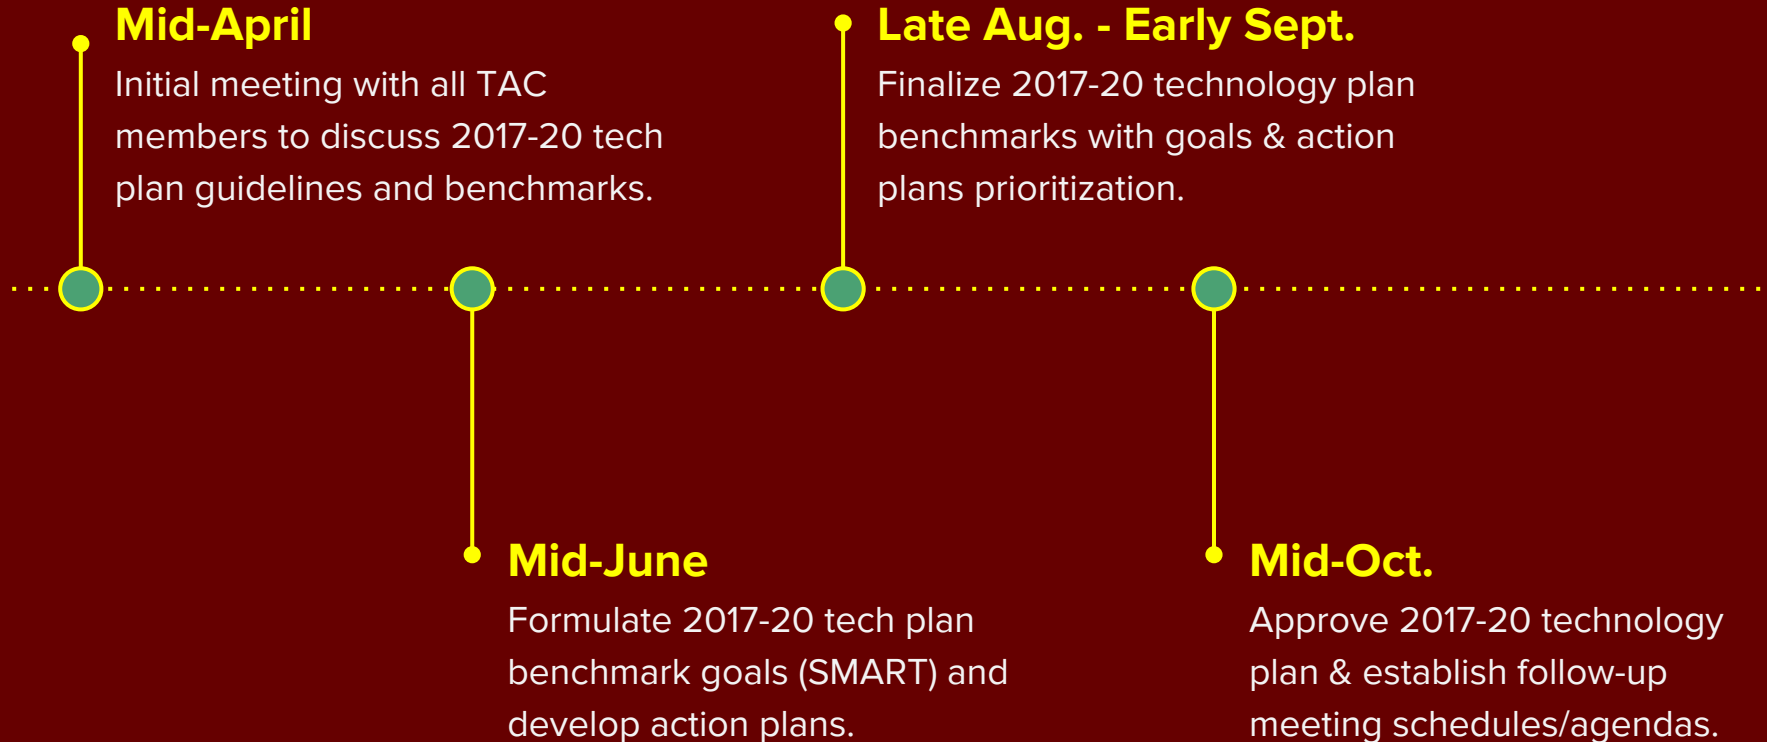 Mid-April
Initial meeting with all TAC
members to discuss 2017-20 tech
plan guidelines and benchmarks.
Late Aug. - Early Sept.
Finalize 2017-20 technology plan
benchmarks with goals & action
plans prioritization.
Mid-June
Formulate 2017-20 tech plan
benchmark goals (SMART) and
develop action plans.
Mid-Oct.
Approve 2017-20 technology
plan & establish follow-up
meeting schedules/agendas.